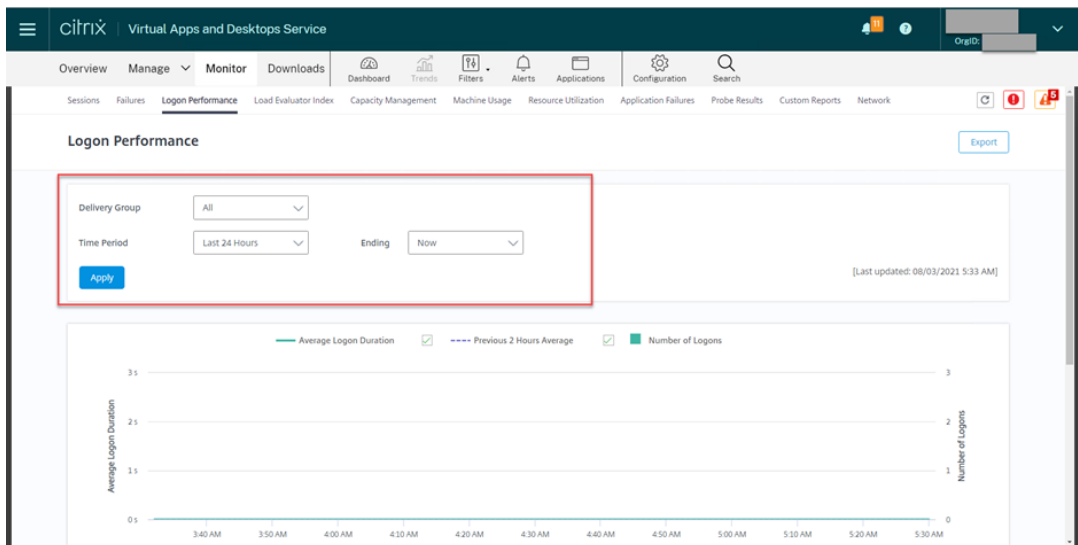 citrix | Virtual Apps and Desktops Service 11 ?
OrgID:
Overview Manage Monitor Downloads Dashboard Trends Filters Alerts Applications Configuration Search
Sessions Failures Logon Performance Load Evaluator Index Capacity Management Machine Usage Resource Utilization Application Failures Probe Results Custom Reports Network 5
Logon Performance Export
Delivery Group All
Time Period Last 24 Hours Ending Now
Apply
[Last updated: 08/03/2021 5:33 AM]
Average Logon Duration Previous 2 Hours Average Number of Logons
3 s 3
2 s 2
1 s 1
0 s 0
Average Logon Duration
Number of Logons
3:40 AM 3:50 AM 4:00 AM 4:10 AM 4:20 AM 4:30 AM 4:40 AM 4:50 AM 5:00 AM 5:10 AM 5:20 AM 5:30 AM